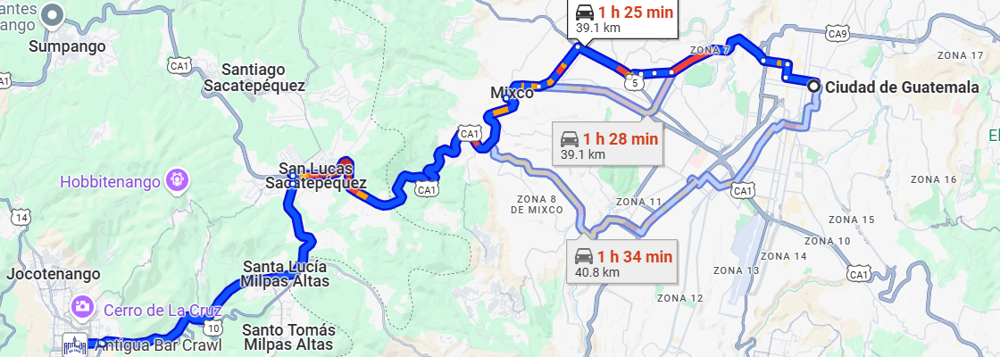 antes
ango
Sumpango
CA1
A1
Santiago
Sacatepéquez
1 h 25 min
39.1 km
CA9
ZONA 7
ZONA 17
5
Mixco
Ciudad de Guatemala
CA1
1 h 28 min
39.1 km
El
San Lucas
Sacatepéquez
Hobbitenango
CA1
ZONA 8
DE MIXCO
ZONA 11
CA1
ZONA 16
14
ZONA 15
ZONA 10
1 h 34 min
40.8 km
ZONA 14
ZONA 13
CA1
Jocotenango
Santa Lucía
Milpas Altas
ZONA 12
Cerro de La Cruz
10
Santo Tomás
Milpas Altas
Antigua Bar Crawl